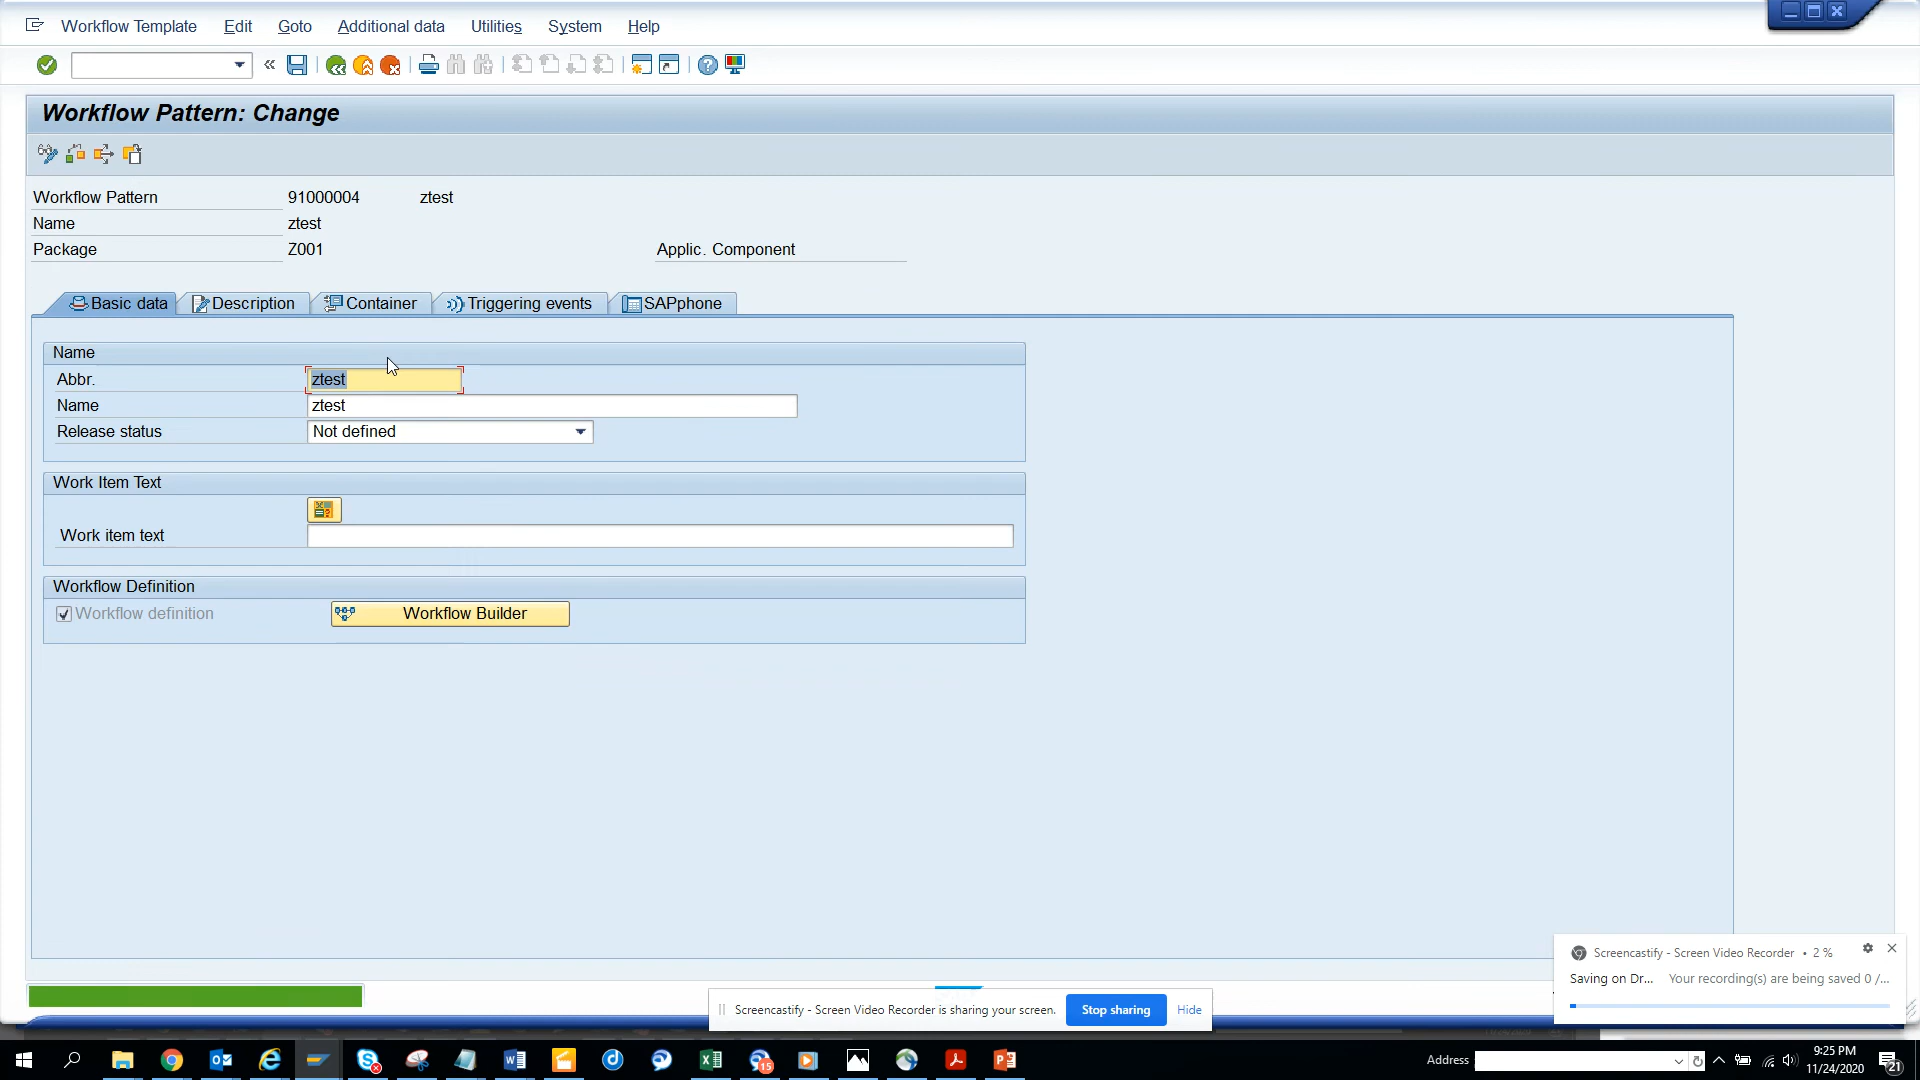 Workflow Template Edit Goto Additional data Utilities System Help
«
Workflow Pattern: Change
Workflow Pattern 91000004 ztest
Name ztest
Package Z001 Applic. Component
Basic data Description Container Triggering events SAPphone
Name
Abbr. ztest
Name ztest
Release status Not defined
Work Item Text
Work item text
Workflow Definition
Workflow definition Workflow Builder
Screencastify - Screen Video Recorder • 2 %
Saving on Dr... Your recording(s) are being saved 0 /...
Screencastify - Screen Video Recorder is sharing your screen. Stop sharing Hide
15
Address
9:25 PM
11/24/2020
21